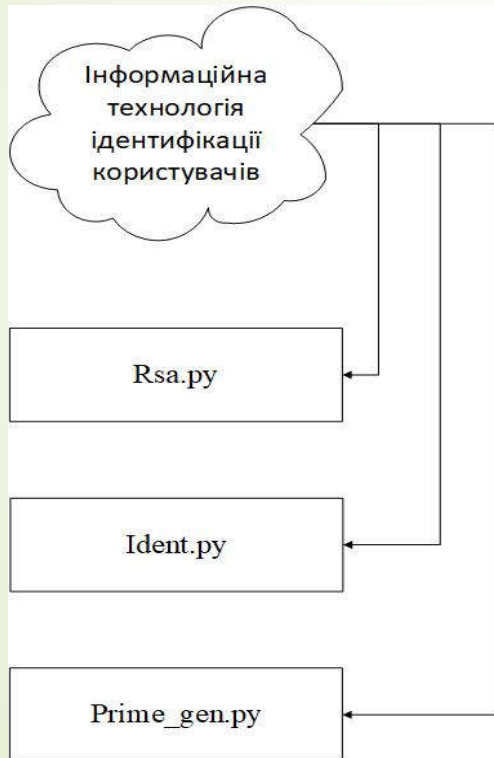 Інформаційна
технологія
ідентифікації
користувачів
Rsa.py
Ident.py
Prime_gen.py